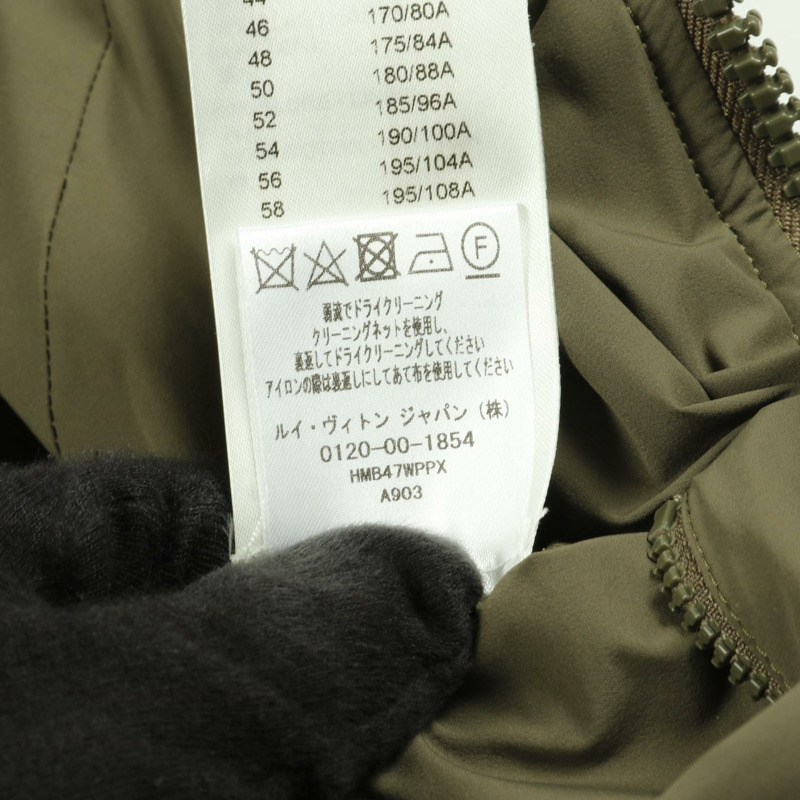 44
46 170/80A
48 175/84A
50 180/88A
52 185/96A
54 190/100A
56 195/104A
58 195/108A
F
弱流でドライクリーニング
クリーニングネットを使用し、
裏返してドライクリーニングしてください
アイロンの際は裏返しにしてあて布を使用してください
ルイ・ヴィトン ジャパン（株）
0120-00-1854
HMB47WPPX
A903